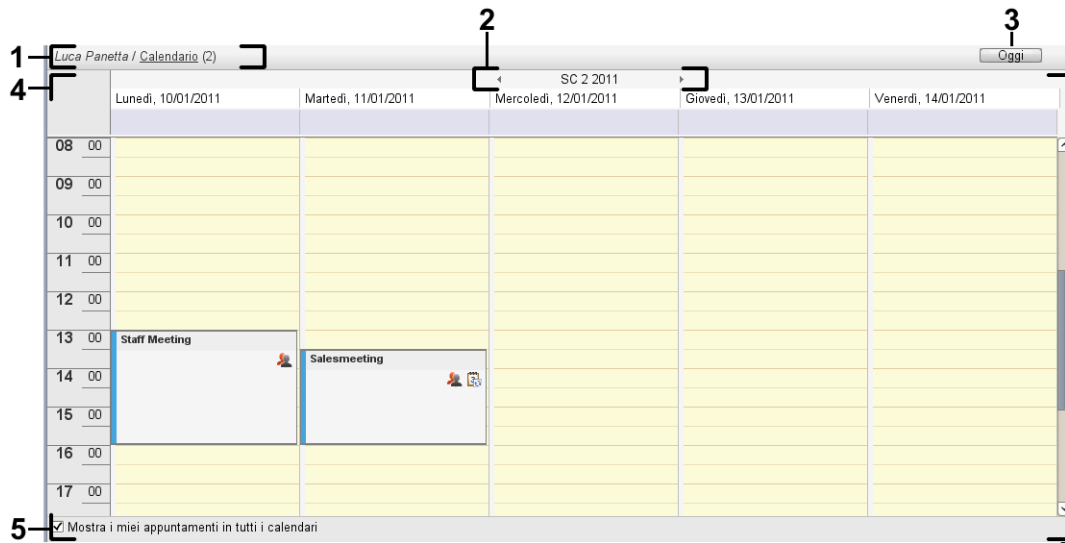 2
3
1
Luca Panetta / Calendario (2)
Oggi
4
SC 2 2011
Lunedì, 10/01/2011
Martedì, 11/01/2011
Mercoledì, 12/01/2011
Giovedì, 13/01/2011
Venerdì, 14/01/2011
08 00
09 00
10 00
11 00
12 00
13 00
Staff Meeting
Salesmeeting
14 00
15 00
16 00
17 00
5
Mostra i miei appuntamenti in tutti i calendari